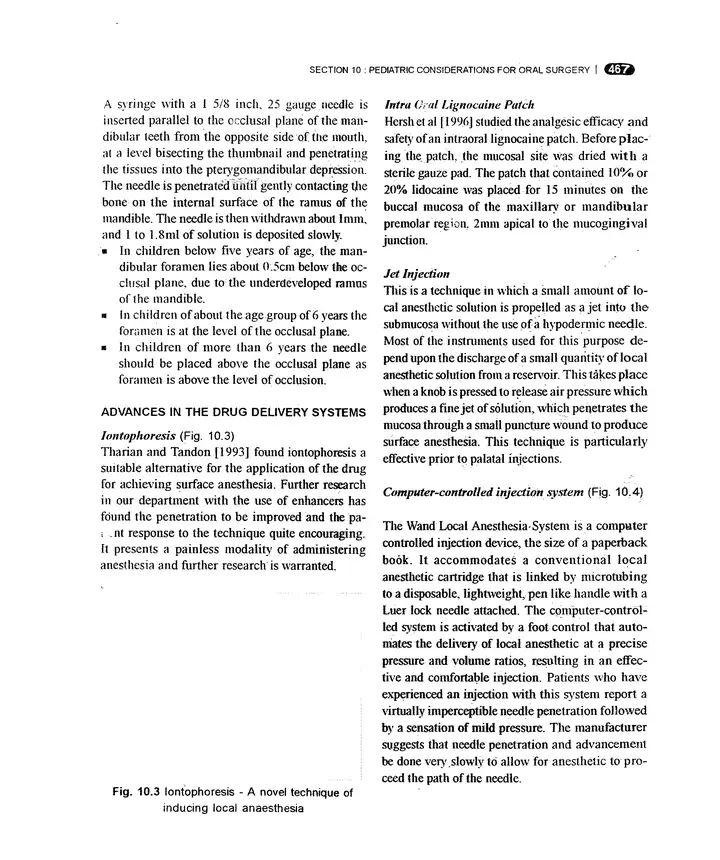 SECTION 10 : PEDIATRIC CONSIDERATIONS FOR ORAL SURGERY | 467
A syringe with a 1 5/8 inch, 25 gauge needle is
inserted parallel to the occlusal plane of the man-
dibular teeth from the opposite side of the mouth,
at a level bisecting the thumbnail and penetrating
the tissues into the pterygomandibular depression.
The needle is penetrated until gently contacting the
bone on the internal surface of the ramus of the
mandible. The needle is then withdrawn about 1mm,
and 1 to 1.8ml of solution is deposited slowly.
■ In children below five years of age, the man-
dibular foramen lies about 0.5cm below the oc-
clusal plane, due to the underdeveloped ramus
of the mandible.
■ In children of about the age group of 6 years the
foramen is at the level of the occlusal plane.
■ In children of more than 6 years the needle
should be placed above the occlusal plane as
foramen is above the level of occlusion.
ADVANCES IN THE DRUG DELIVERY SYSTEMS
Iontophoresis (Fig. 10.3)
Tharian and Tandon [1993] found iontophoresis a
suitable alternative for the application of the drug
for achieving surface anesthesia. Further research
in our department with the use of enhancers has
found the penetration to be improved and the pa-
nt response to the technique quite encouraging.
It presents a painless modality of administering
anesthesia and further research is warranted.
Fig. 10.3 Iontophoresis - A novel technique of
inducing local anaesthesia
Intra Oral Lignocaine Patch
Hersh et al [1996] studied the analgesic efficacy and
safety of an intraoral lignocaine patch. Before plac-
ing the patch, the mucosal site was dried with a
sterile gauze pad. The patch that contained 10% or
20% lidocaine was placed for 15 minutes on the
buccal mucosa of the maxillary or mandibular
premolar region, 2mm apical to the mucogingival
junction.
Jet Injection
This is a technique in which a small amount of lo-
cal anesthetic solution is propelled as a jet into the
submucosa without the use of a hypodermic needle.
Most of the instruments used for this purpose de-
pend upon the discharge of a small quantity of local
anesthetic solution from a reservoir. This takes place
when a knob is pressed to release air pressure which
produces a fine jet of solution, which penetrates the
mucosa through a small puncture wound to produce
surface anesthesia. This technique is particularly
effective prior to palatal injections.
Computer-controlled injection system (Fig. 10.4)
The Wand Local Anesthesia System is a computer
controlled injection device, the size of a paperback
book. It accommodates a conventional local
anesthetic cartridge that is linked by microtubing
to a disposable, lightweight, pen like handle with a
Luer lock needle attached. The computer-control-
led system is activated by a foot control that auto-
mates the delivery of local anesthetic at a precise
pressure and volume ratios, resulting in an effec-
tive and comfortable injection. Patients who have
experienced an injection with this system report a
virtually imperceptible needle penetration followed
by a sensation of mild pressure. The manufacturer
suggests that needle penetration and advancement
be done very slowly to allow for anesthetic to pro-
ceed the path of the needle.